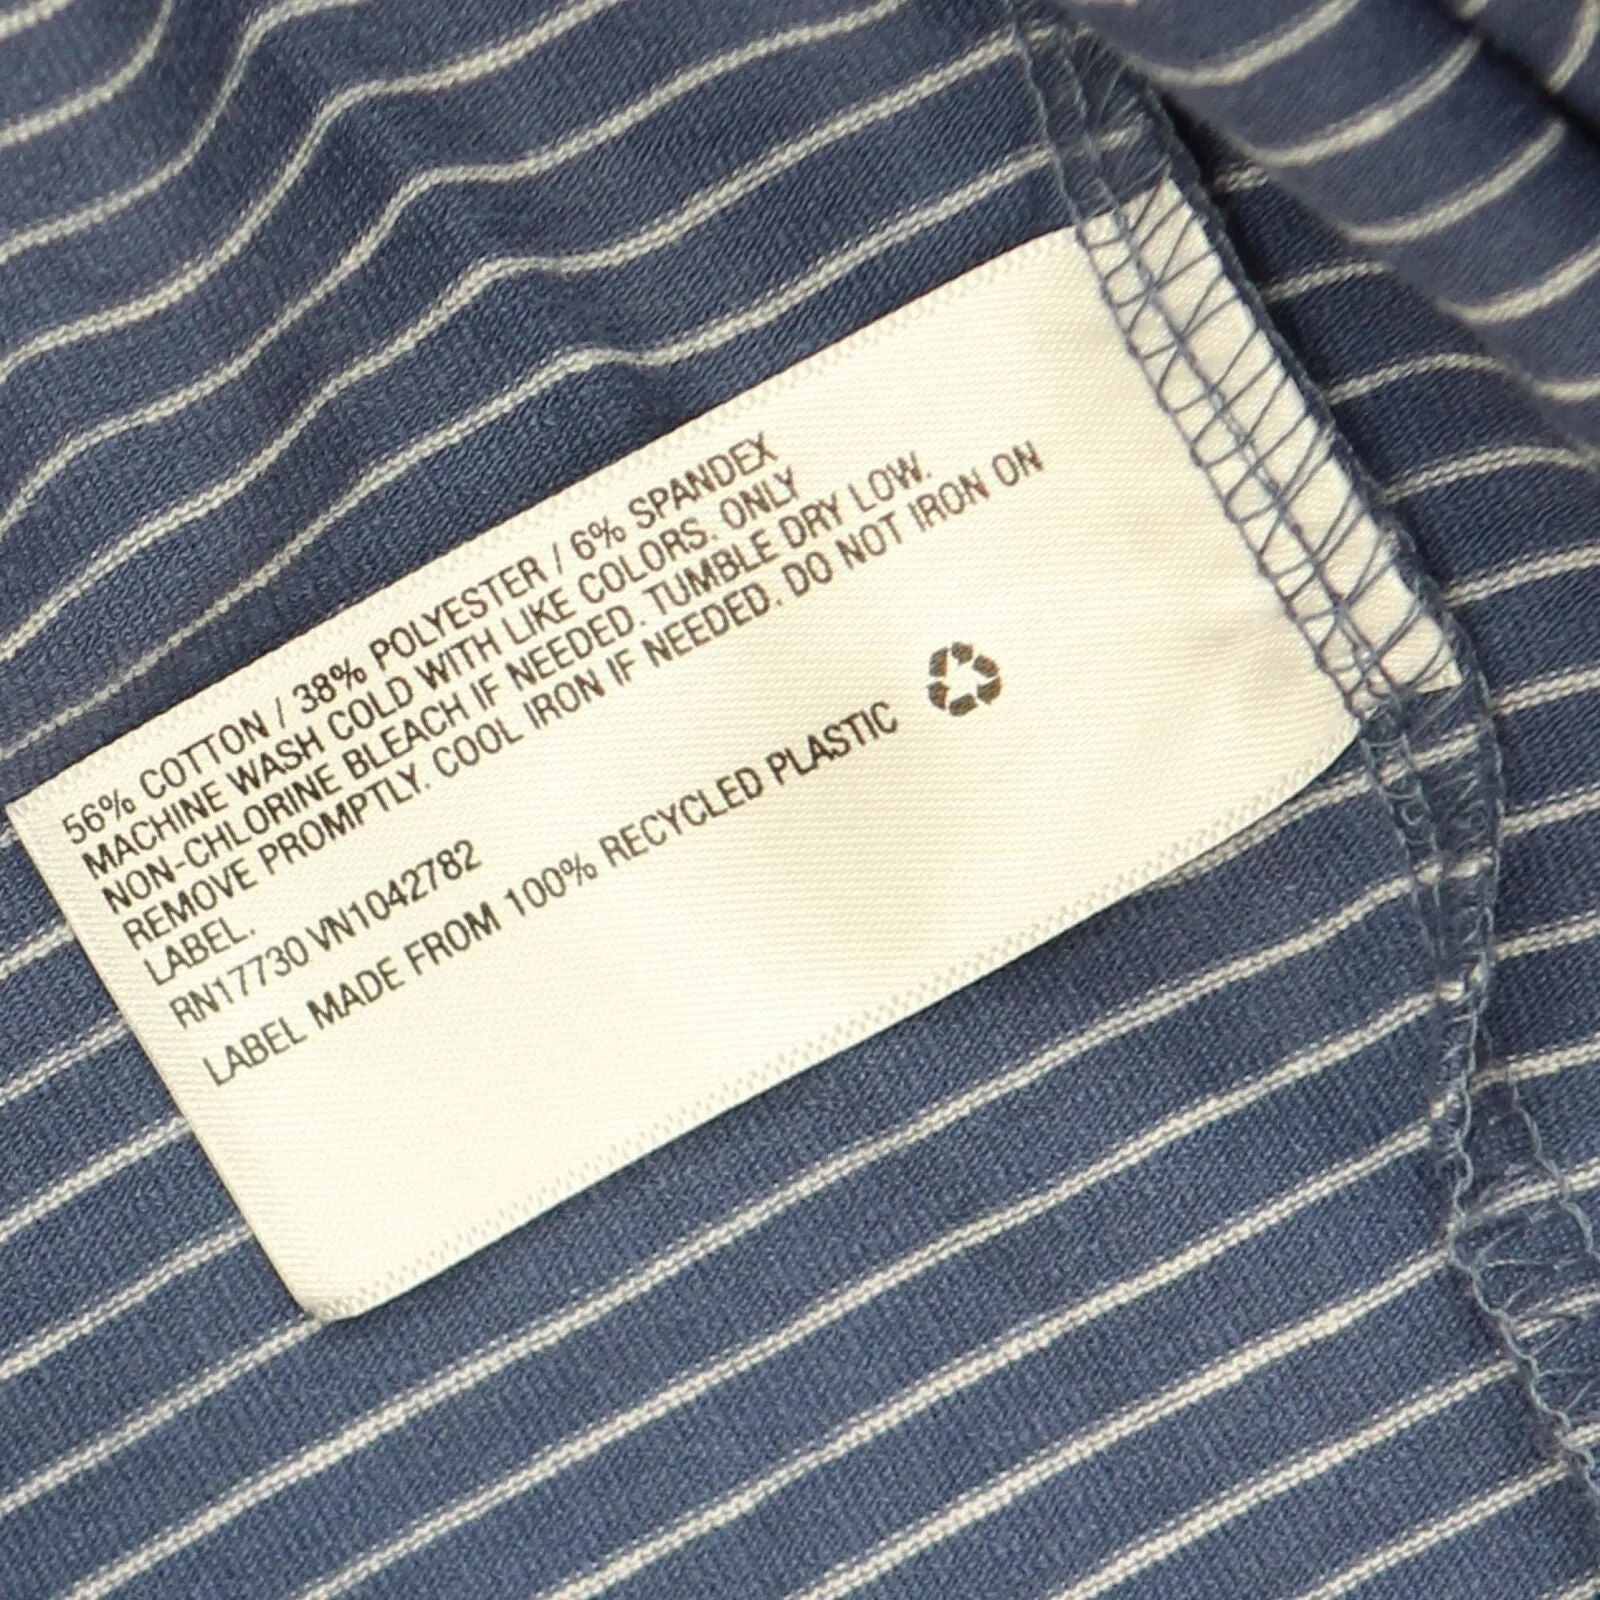 56% COTTON / 38% POLYESTER / 6% SPANDEX
MACHINE WASH COLD WITH LIKE COLORS. ONLY
NON-CHLORINE BLEACH IF NEEDED. TUMBLE DRY LOW.
REMOVE PROMPTLY. COOL IRON IF NEEDED. DO NOT IRON ON
LABEL.
RN17730 VN1042782
LABEL MADE FROM 100% RECYCLED PLASTIC